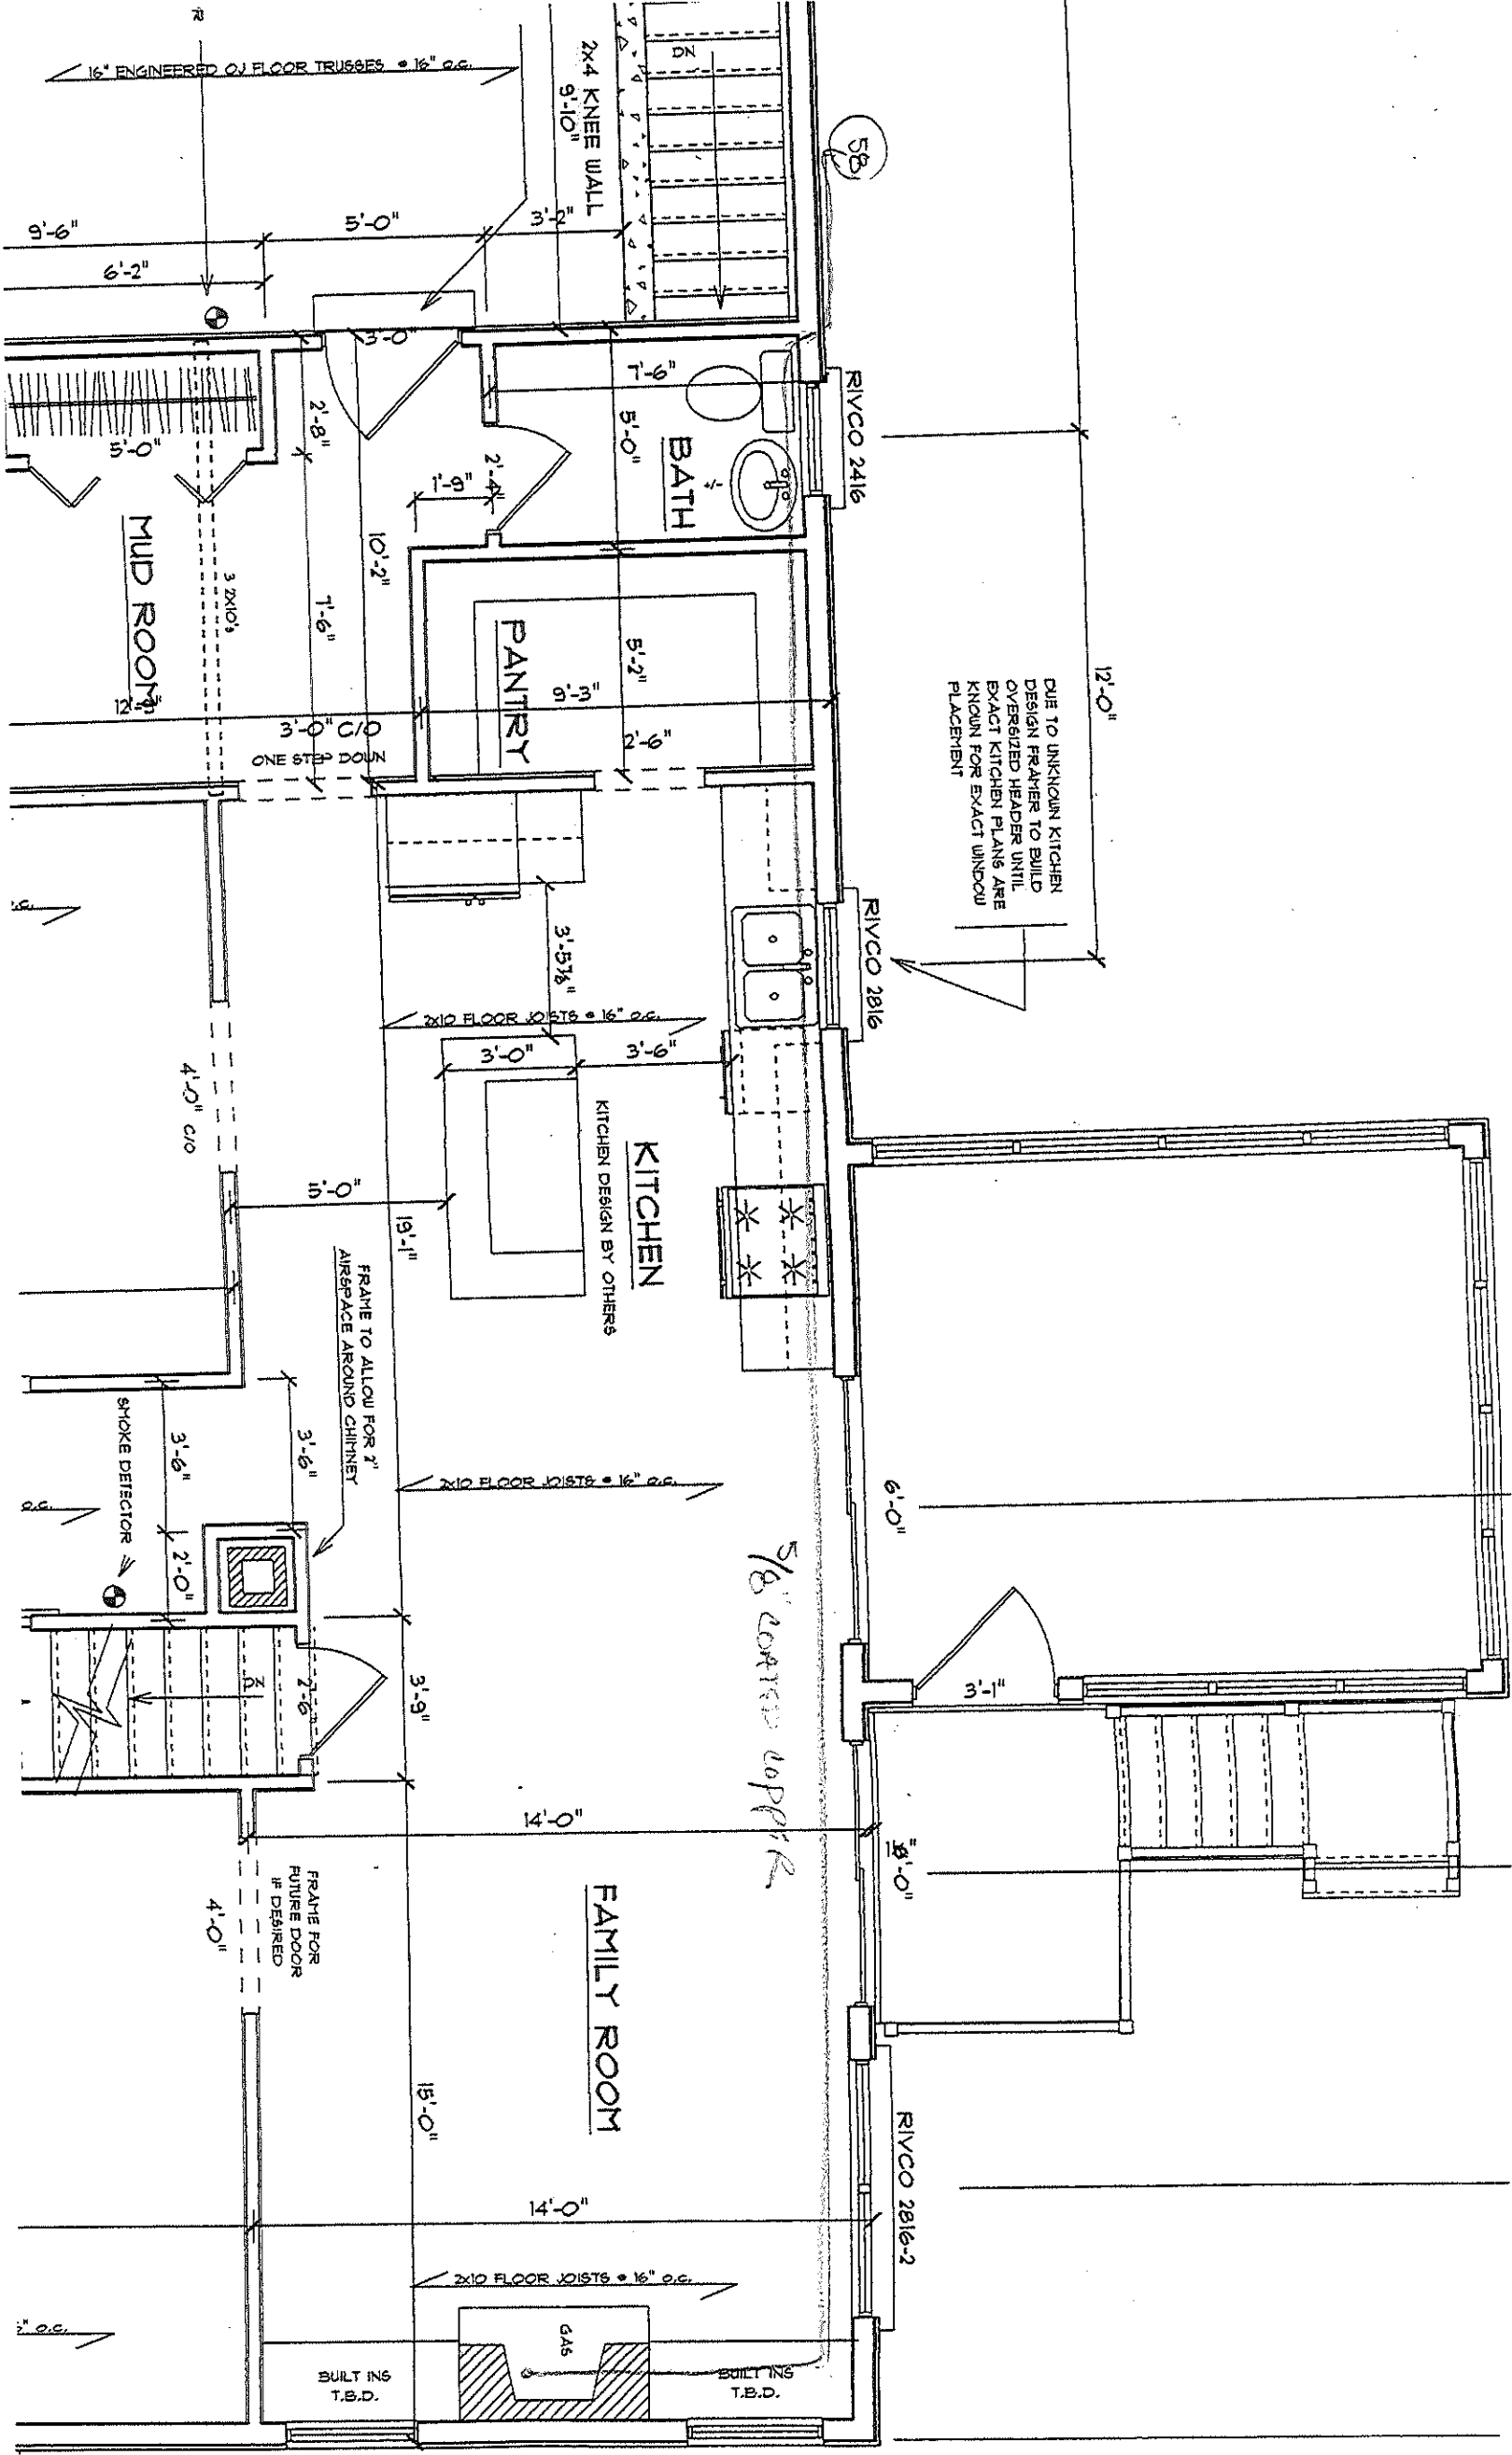 16" ENGINEERED OJ FLOOR TRUSSES @ 16" O.C.
2x4 KNEE WALL
9'-10"
DN
58
9'-6"
6'-2"
5'-0"
3'-2"
3'-0"
7'-6"
5'-0"
BATH
+/-
RIVCO 2416
12'-0"
2'-8"
5'-0"
1'-9"
2'-4"
10'-2"
MUD ROOM
3 2X10's
7'-6"
PANTRY
5'-2"
9'-3"
2'-6"
3'-0" C/O
ONE STEP DOWN
DUE TO UNKNOWN KITCHEN
DESIGN FRAMER TO BUILD
OVERSIZED HEADER UNTIL
EXACT KITCHEN PLANS ARE
KNOWN FOR EXACT WINDOW
PLACEMENT
RIVCO 2816
3'-5⅞"
2X10 FLOOR JOISTS @ 16" O.C.
3'-0"
3'-6"
4'-0" C/O
KITCHEN
KITCHEN DESIGN BY OTHERS
5'-0"
19'-1"
FRAME TO ALLOW FOR 2"
AIRSPACE AROUND CHIMNEY
3'-6"
3'-6"
SMOKE DETECTOR
2'-0"
O.C.
2X10 FLOOR JOISTS @ 16" O.C.
6'-0"
5/8" COATED COPPER
3'-1"
UP
2'-6"
3'-9"
14'-0"
FRAME FOR
FUTURE DOOR
IF DESIRED
4'-0"
FAMILY ROOM
15'-0"
RIVCO 2816-2
14'-0"
2X10 FLOOR JOISTS @ 16" O.C.
GAS
BUILT INS
T.B.D.
BUILT INS
T.B.D.
" O.C.